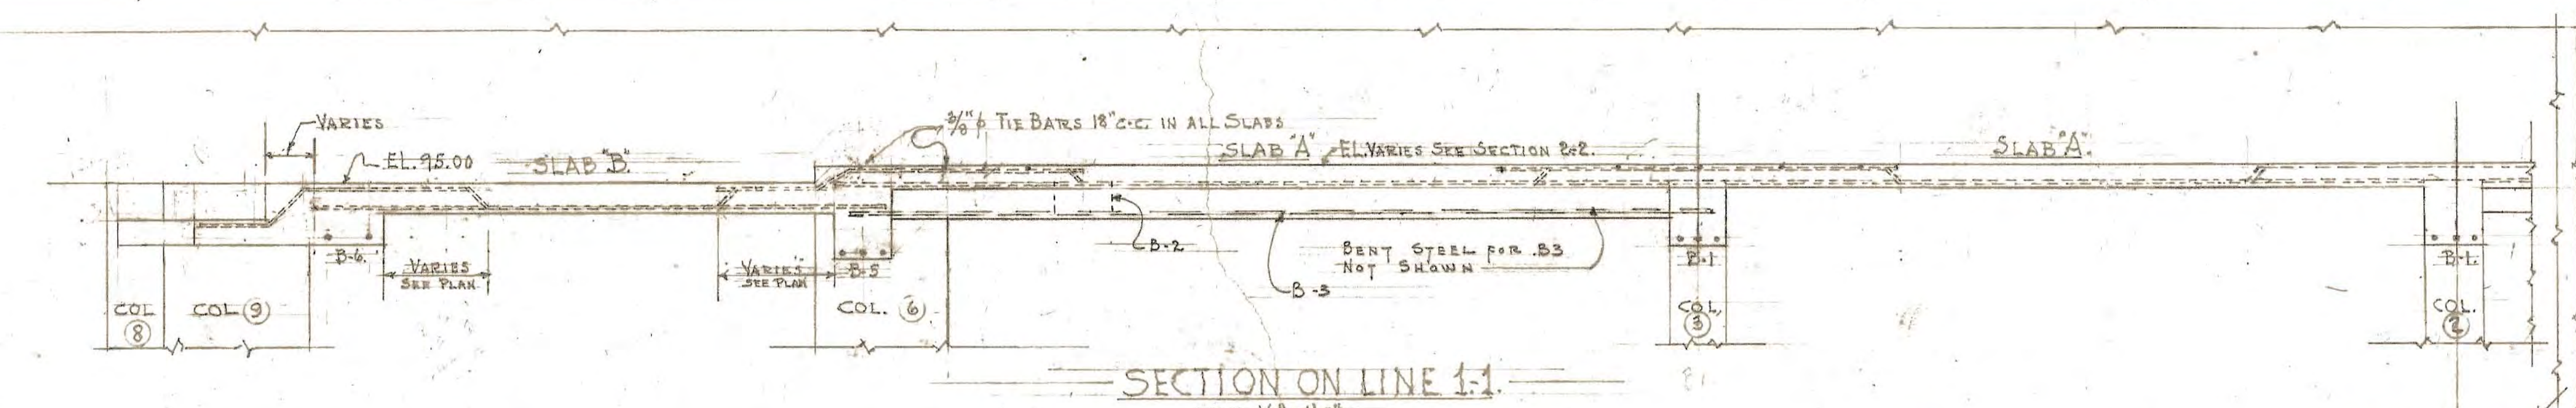 VARIES
EL. 95.00
SLAB "B"
3/8" ϕ TIE BARS 18" C-C. IN ALL SLABS
SLAB "A"
EL. VARIES SEE SECTION 2-2.
SLAB "A".
B-6.
VARIES
SEE PLAN
VARIES
SEE PLAN
B-5
B-2
BENT STEEL FOR B3
NOT SHOWN
B-3
B-1
B-1.
COL
8
COL 9
COL. 6
COL.
3
COL.
2
SECTION ON LINE 1-1.